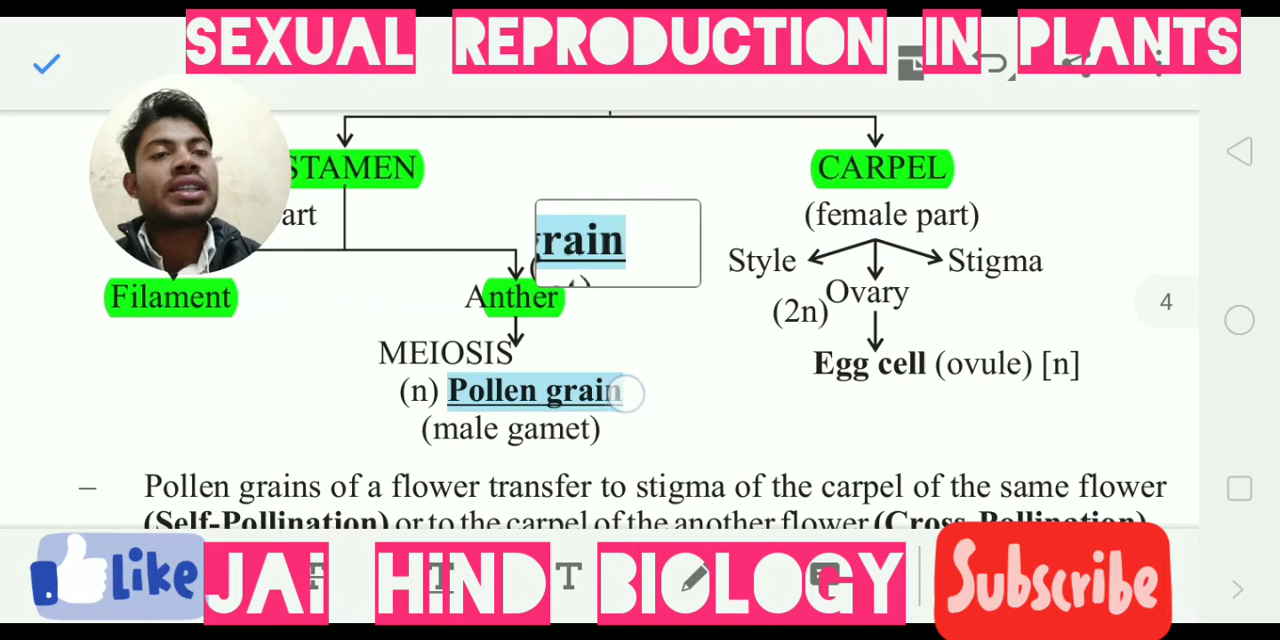 SEXUAL REPRODUCTION IN PLANTS
STAMEN
CARPEL
art
(female part)
grain
Style
Stigma
Filament
Anther
Ovary
(2n)
4
MEIOSIS
Egg cell (ovule) [n]
(n) Pollen grain
(male gamet)
– Pollen grains of a flower transfer to stigma of the carpel of the same flower
(Self-Pollination) or to the carpel of the another flower (Cross-Pollination)
Like
JAI HIND BIOLOGY
Subscribe
T